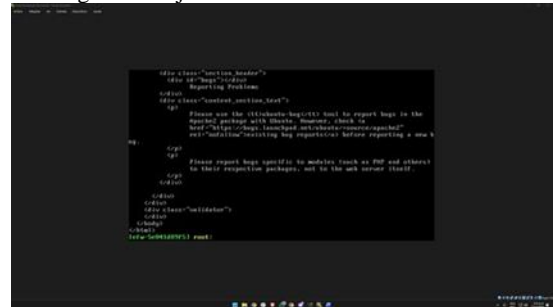 <div class="section_header">
<div id="bugs"></div>
Reporting Problems
</div>
<div class="content_section_text">
<p>
Please use the <tt>ubuntu-bug</tt> tool to report bugs in the
Apache2 package with Ubuntu. However, check <a
href="https://bugs.launchpad.net/ubuntu/+source/apache2"
rel="nofollow">existing bug reports</a> before reporting a new b
ug.
</p>
<p>
Please report bugs specific to modules (such as PHP and others)
to their respective packages, not to the web server itself.
</p>
</div>
</div>
</div>
<div class="validator">
</div>
</body>
</html>
root: